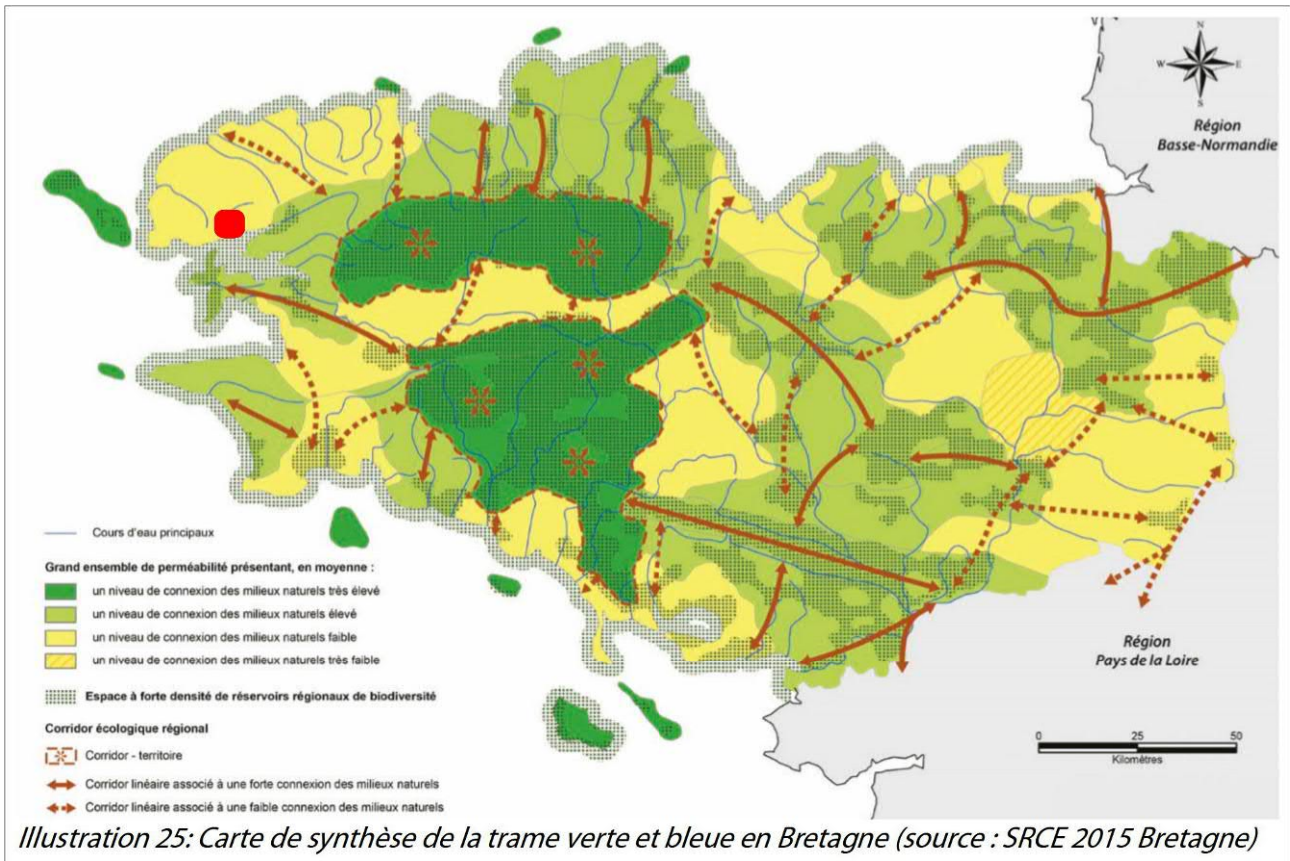 N
W E
S
Région
Basse-Normandie
Cours d'eau principaux
Grand ensemble de perméabilité présentant, en moyenne :
un niveau de connexion des milieux naturels très élevé
un niveau de connexion des milieux naturels élevé
un niveau de connexion des milieux naturels faible
un niveau de connexion des milieux naturels très faible
Espace à forte densité de réservoirs régionaux de biodiversité
Corridor écologique régional
Corridor - territoire
Corridor linéaire associé à une forte connexion des milieux naturels
Corridor linéaire associé à une faible connexion des milieux naturels
Région
Pays de la Loire
0 25 50
Kilomètres
Illustration 25: Carte de synthèse de la trame verte et bleue en Bretagne (source : SRCE 2015 Bretagne)